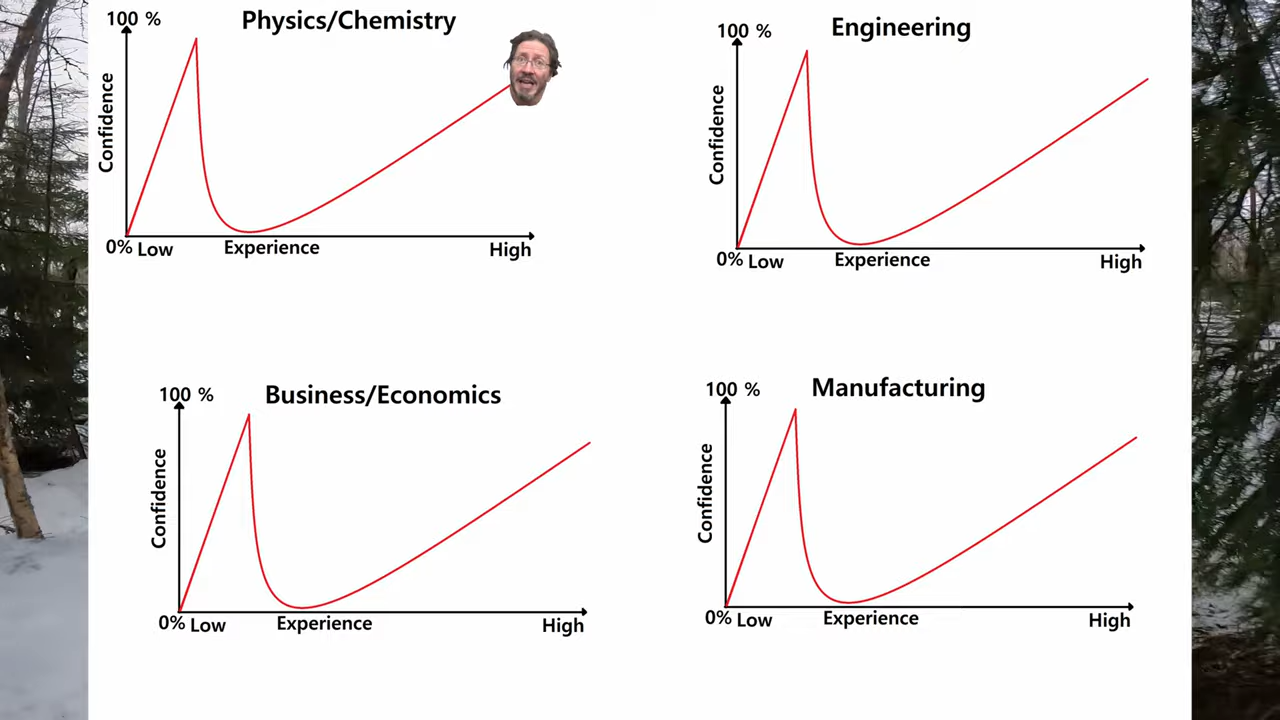 Physics/Chemistry
100 %
Confidence
0% Low Experience High
Engineering
100 %
Confidence
0% Low Experience High
Business/Economics
100 %
Confidence
0% Low Experience High
Manufacturing
100 %
Confidence
0% Low Experience High